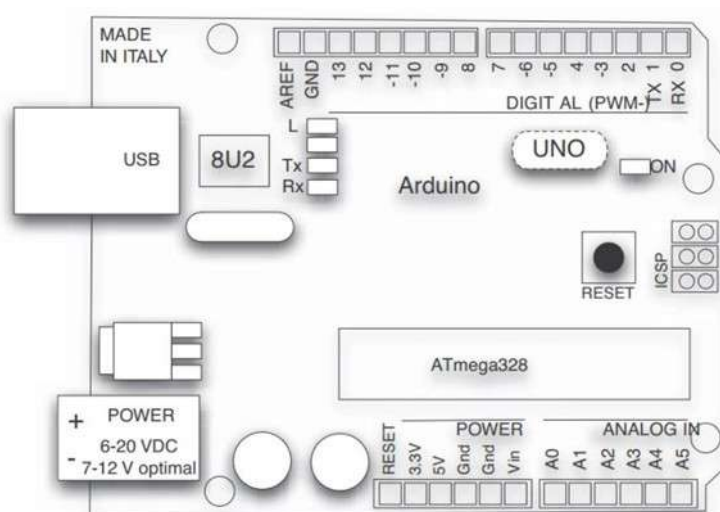 MADE
IN ITALY
AREF
GND
13
12
-11
-10
-9
8
7
-6
-5
4
-3
2
TX 1
RX 0
DIGIT AL (PWM-)
L
Tx
Rx
USB
8U2
Arduino
UNO
ON
RESET
ICSP
ATmega328
+ POWER
6-20 VDC
- 7-12 V optimal
POWER
ANALOG IN
RESET
3.3V
5V
Gnd
Gnd
Vin
A0
A1
A2
A3
A4
A5